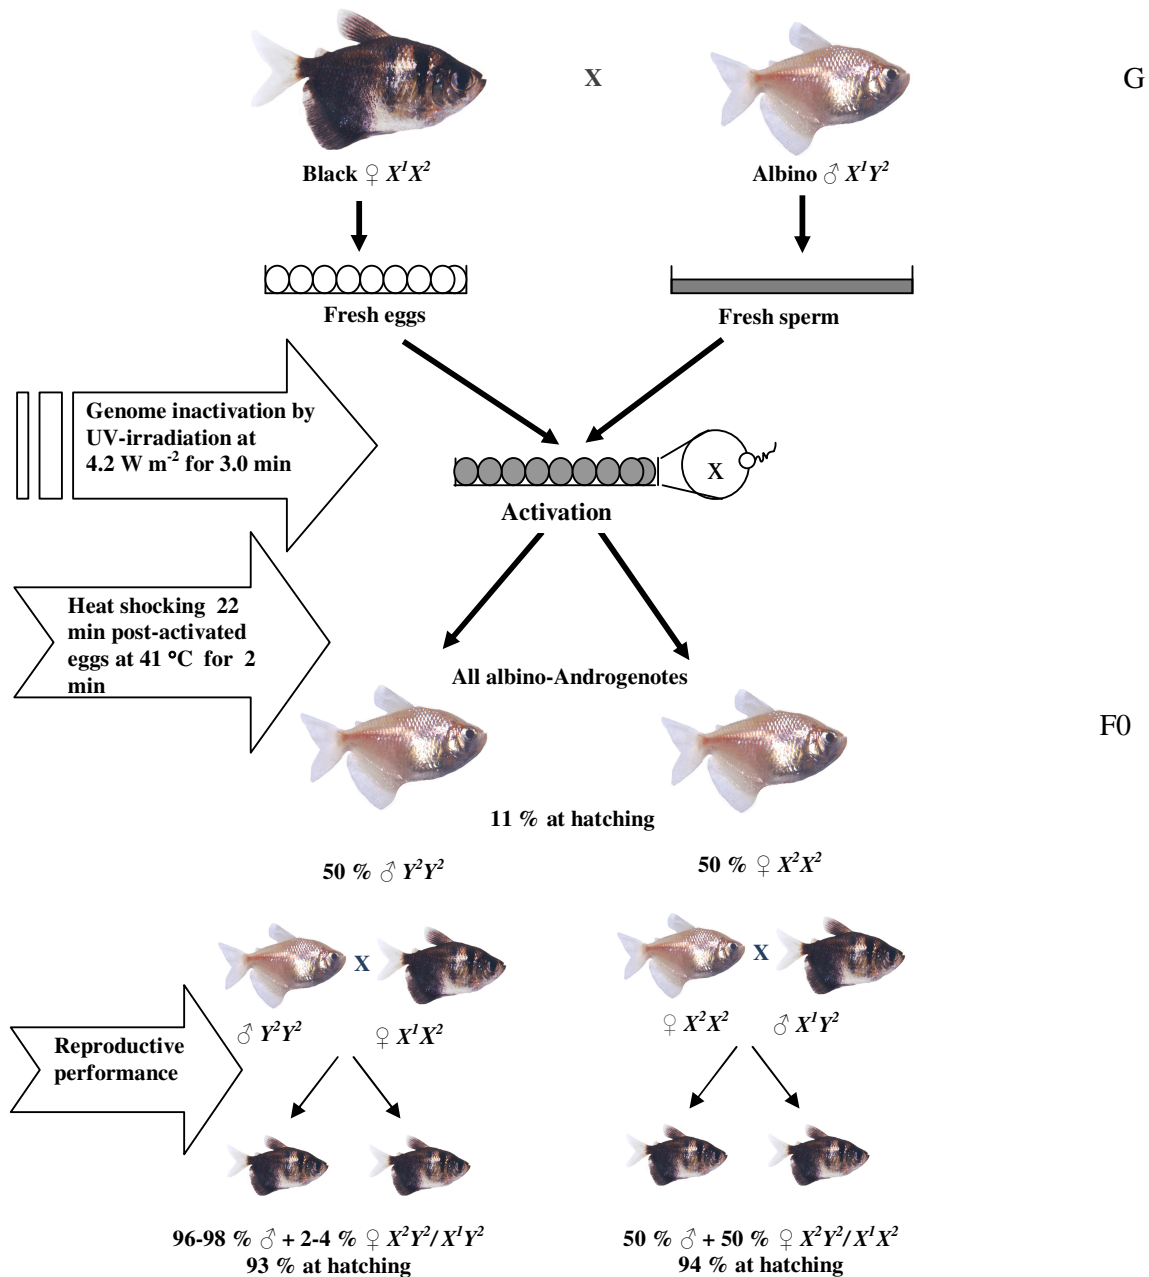 X
G
Black ♀ X¹X²
Albino ♂ X¹Y²
Fresh eggs
Fresh sperm
Genome inactivation by
UV-irradiation at
4.2 W m⁻² for 3.0 min
X
Activation
Heat shocking 22
min post-activated
eggs at 41 °C for 2
min
All albino-Androgenotes
F0
11 % at hatching
50 % ♂ Y²Y²
50 % ♀ X²X²
X
X
♂ Y²Y²
♀ X¹X²
♀ X²X²
♂ X¹Y²
Reproductive
performance
96-98 % ♂ + 2-4 % ♀ X²Y²/X¹Y²
93 % at hatching
50 % ♂ + 50 % ♀ X²Y²/X¹X²
94 % at hatching